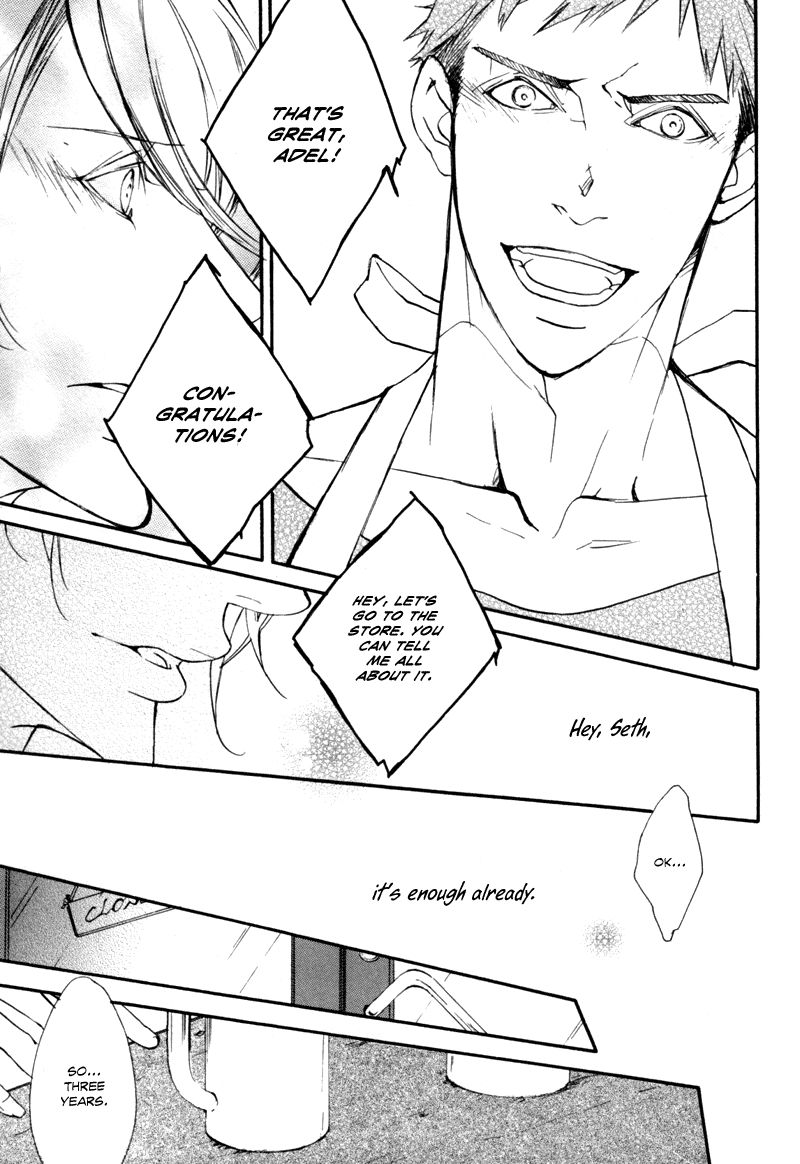 THAT'S
GREAT,
ADEL!
CON-
GRATULA-
TIONS!
HEY, LET'S
GO TO THE
STORE. YOU
CAN TELL
ME ALL
ABOUT IT.
Hey, Seth,
OK...
it's enough already.
SO...
THREE
YEARS.